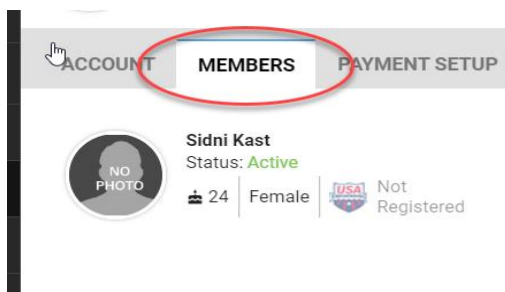 ACCOUNT MEMBERS PAYMENT SETUP
Sidni Kast
Status: Active
NO
PHOTO
24 Female USA Not
Registered